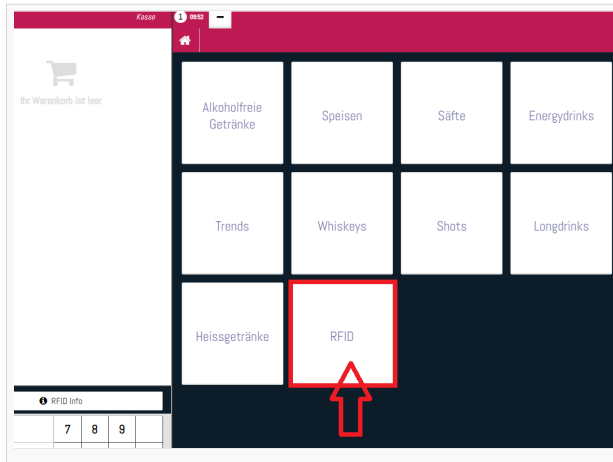 Kasse
1 08:52
Ihr Warenkorb ist leer
Alkoholfreie
Getränke
Speisen
Säfte
Energydrinks
Trends
Whiskeys
Shots
Longdrinks
Heissgetränke
RFID
RFID Info
7 8 9